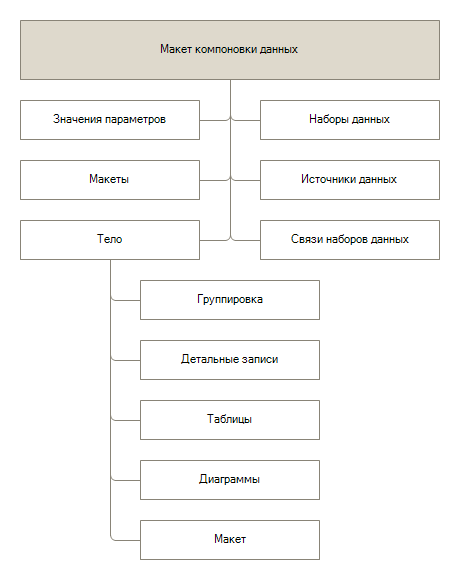 Макет компоновки данных
Значения параметров
Наборы данных
Макеты
Источники данных
Тело
Связи наборов данных
Группировка
Детальные записи
Таблицы
Диаграммы
Макет